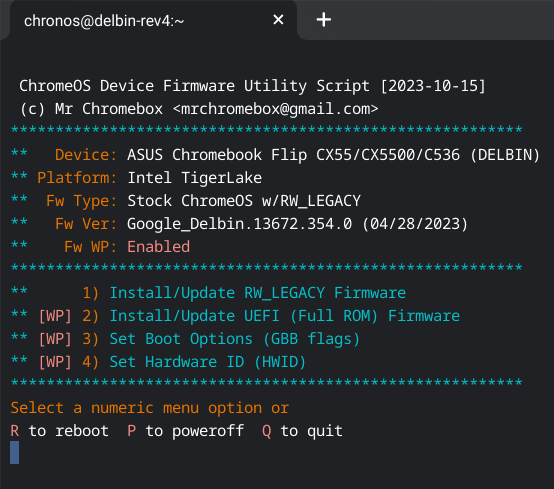 chronos@delbin-rev4:~ × +
ChromeOS Device Firmware Utility Script [2023-10-15]
(c) Mr Chromebox <mrchromebox@gmail.com>
*********************************************************
**   Device: ASUS Chromebook Flip CX55/CX5500/C536 (DELBIN)
** Platform: Intel TigerLake
**  Fw Type: Stock ChromeOS w/RW_LEGACY
**   Fw Ver: Google_Delbin.13672.354.0 (04/28/2023)
**    Fw WP: Enabled
*********************************************************
**      1) Install/Update RW_LEGACY Firmware
** [WP] 2) Install/Update UEFI (Full ROM) Firmware
** [WP] 3) Set Boot Options (GBB flags)
** [WP] 4) Set Hardware ID (HWID)
*********************************************************
Select a numeric menu option or
R to reboot  P to poweroff  Q to quit